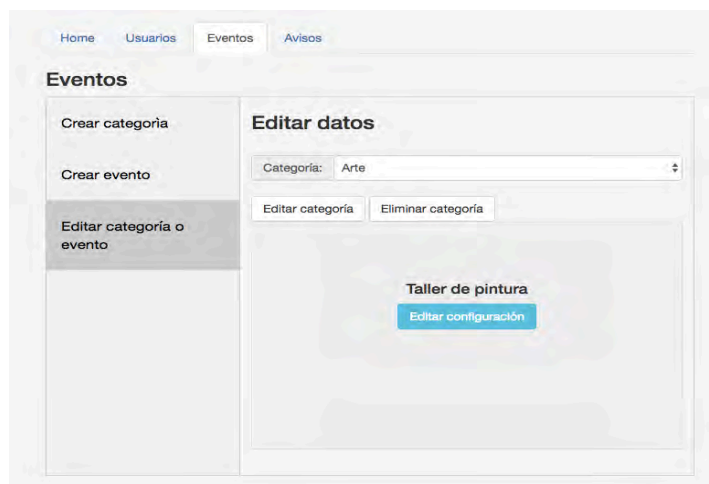 Home Usuarios Eventos Avisos
Eventos
Crear categorìa
Crear evento
Editar categoría o
evento
Editar datos
Categoría: Arte
Editar categoría Eliminar categoría
Taller de pintura
Editar configuración